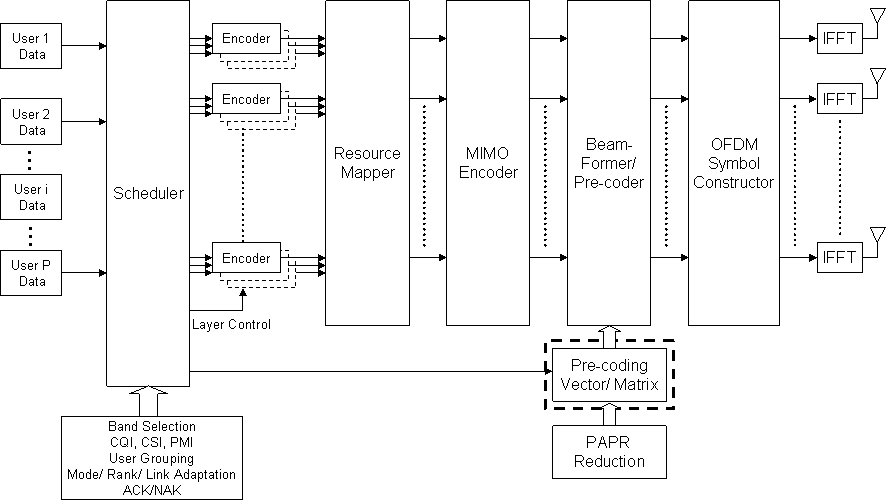 User 1
Data
User 2
Data
User i
Data
User P
Data
Scheduler
Encoder
Encoder
Encoder
Layer Control
Resource
Mapper
MIMO
Encoder
Beam-
Former/
Pre-coder
OFDM
Symbol
Constructor
IFFT
IFFT
IFFT
Pre-coding
Vector/ Matrix
PAPR
Reduction
Band Selection
CQI, CSI, PMI
User Grouping
Mode/ Rank/ Link Adaptation
ACK/NAK